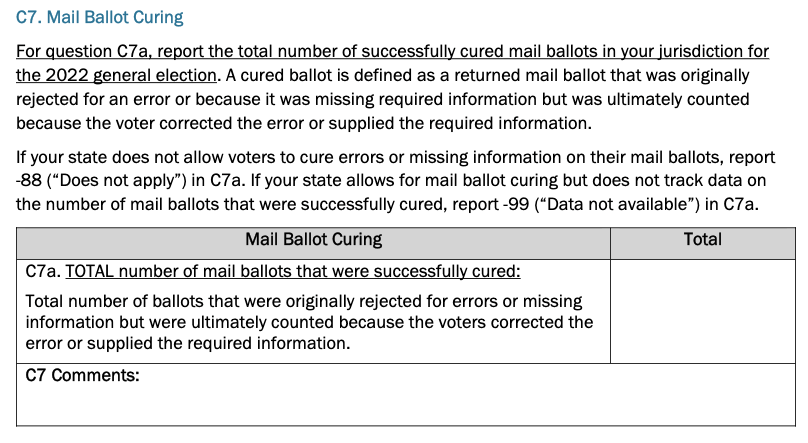 C7. Mail Ballot Curing
For question C7a, report the total number of successfully cured mail ballots in your jurisdiction for
the 2022 general election. A cured ballot is defined as a returned mail ballot that was originally
rejected for an error or because it was missing required information but was ultimately counted
because the voter corrected the error or supplied the required information.
If your state does not allow voters to cure errors or missing information on their mail ballots, report
-88 (“Does not apply”) in C7a. If your state allows for mail ballot curing but does not track data on
the number of mail ballots that were successfully cured, report -99 (“Data not available”) in C7a.
Mail Ballot Curing Total
C7a. TOTAL number of mail ballots that were successfully cured:
Total number of ballots that were originally rejected for errors or missing
information but were ultimately counted because the voters corrected the
error or supplied the required information.
C7 Comments: